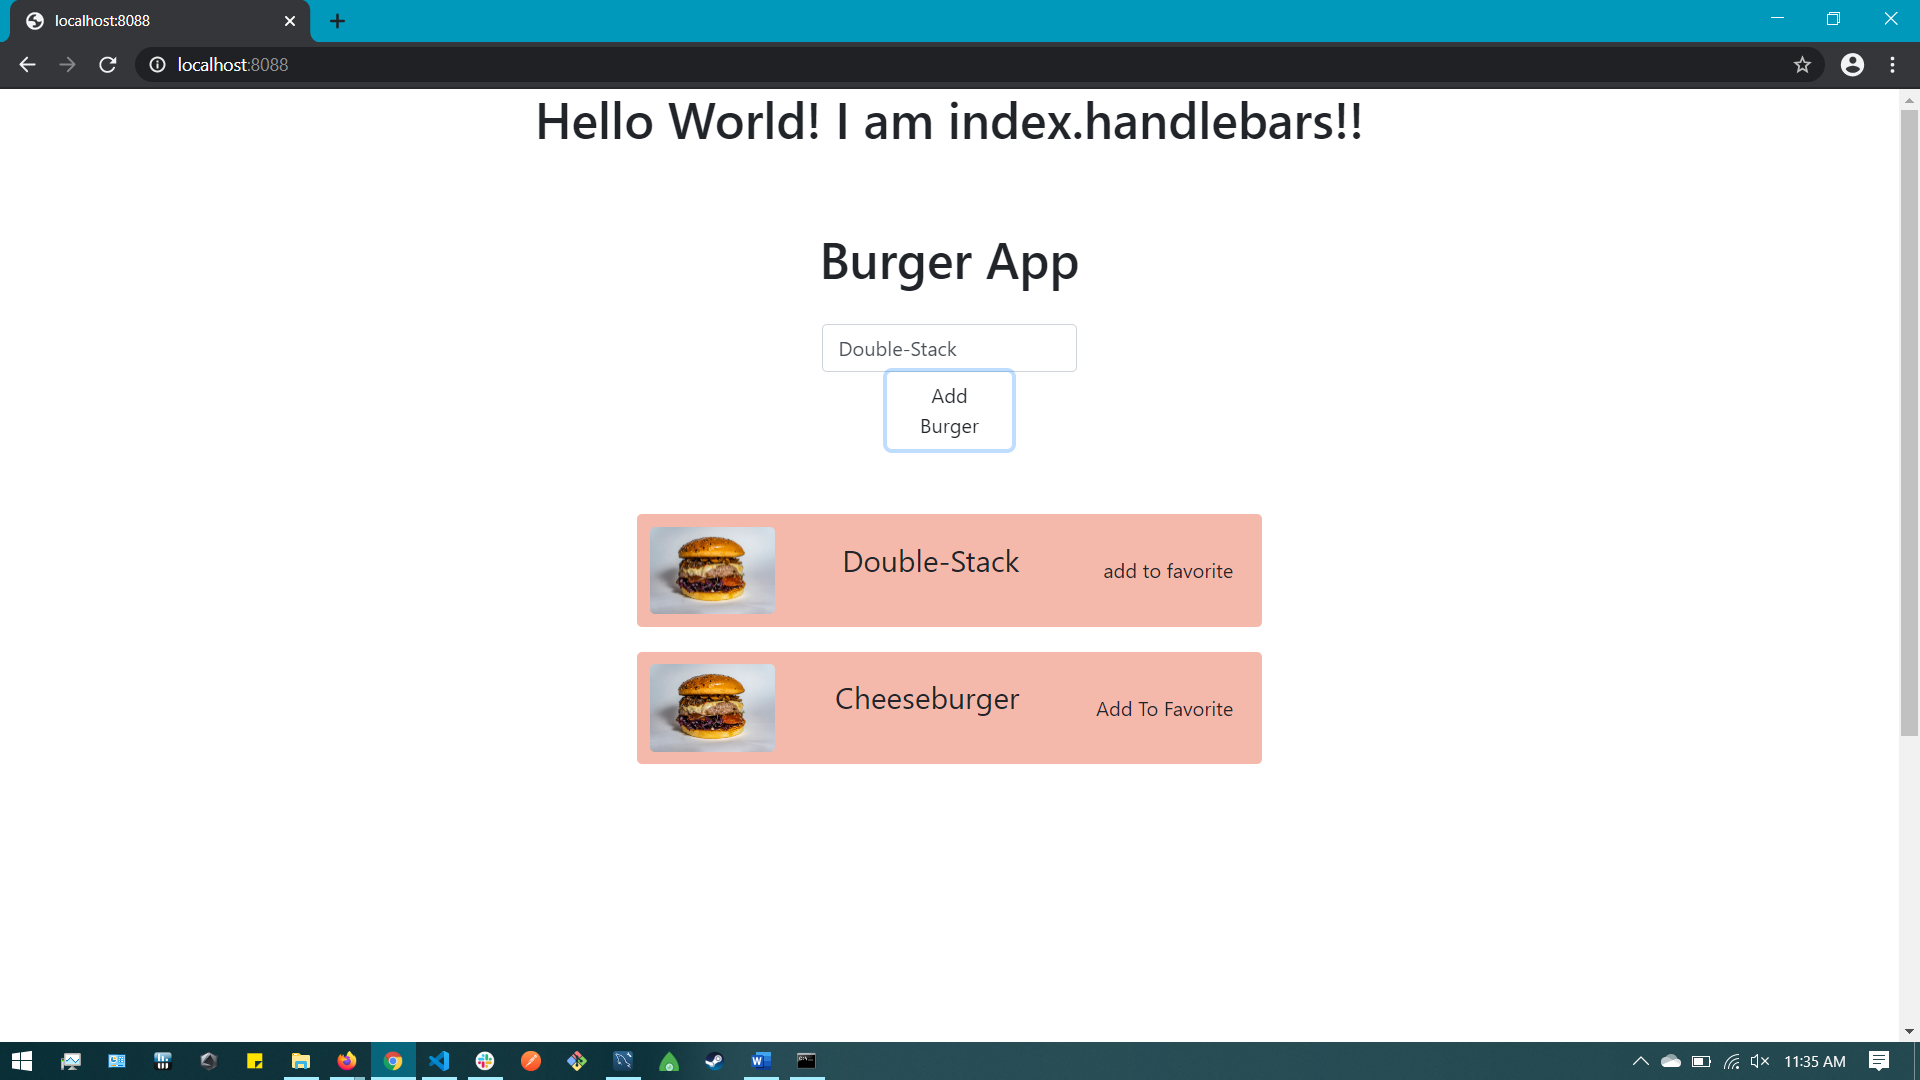 localhost:8088
localhost:8088
Hello World! I am index.handlebars!!
Burger App
Double-Stack
Add
Burger
Double-Stack
add to favorite
Cheeseburger
Add To Favorite
11:35 AM